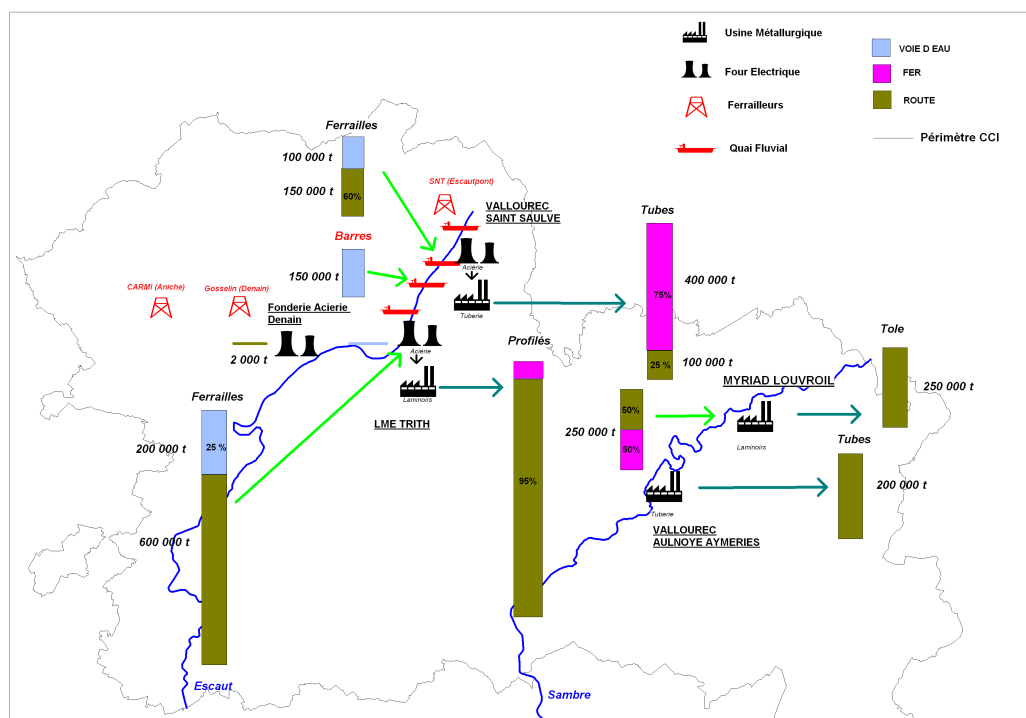 Usine Métallurgique
Four Electrique
Ferrailleurs
Quai Fluvial
VOIE D EAU
FER
ROUTE
Périmètre CCI
Ferrailles
100 000 t
150 000 t
60%
SNT (Escautpont)
VALLOUREC
SAINT SAULVE
Barres
150 000 t
Aciérie
Tuberie
CARMI (Aniche)
Gosselin (Denain)
Fonderie Acierie
Denain
2 000 t
Acierie
Laminoirs
LME TRITH
Tubes
75%
400 000 t
25 %
100 000 t
Profilés
95%
Tole
250 000 t
MYRIAD LOUVROIL
50%
250 000 t
50%
Laminoirs
Tubes
200 000 t
Tuberie
VALLOUREC
AULNOYE AYMERIES
Ferrailles
200 000 t
25 %
600 000 t
Escaut
Sambre